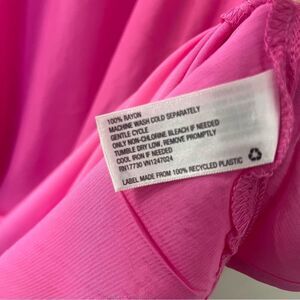 100% RAYON
MACHINE WASH COLD SEPARATELY
GENTLE CYCLE
ONLY NON-CHLORINE BLEACH IF NEEDED
TUMBLE DRY LOW, REMOVE PROMPTLY
COOL IRON IF NEEDED
RN17730 VN1247024
LABEL MADE FROM 100% RECYCLED PLASTIC